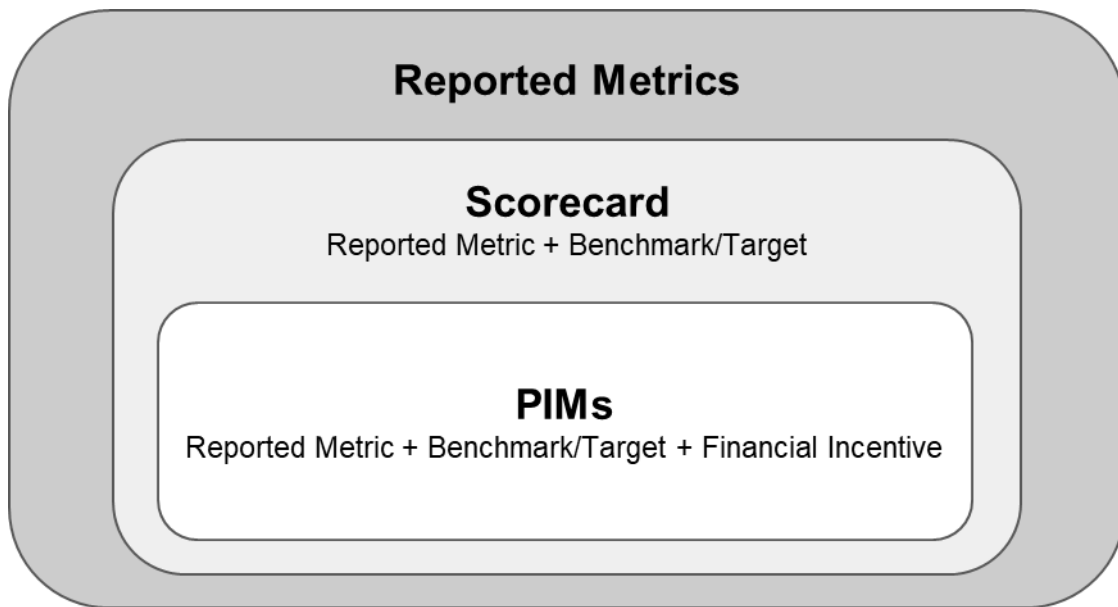 Reported Metrics
Scorecard
Reported Metric + Benchmark/Target
PIMs
Reported Metric + Benchmark/Target + Financial Incentive